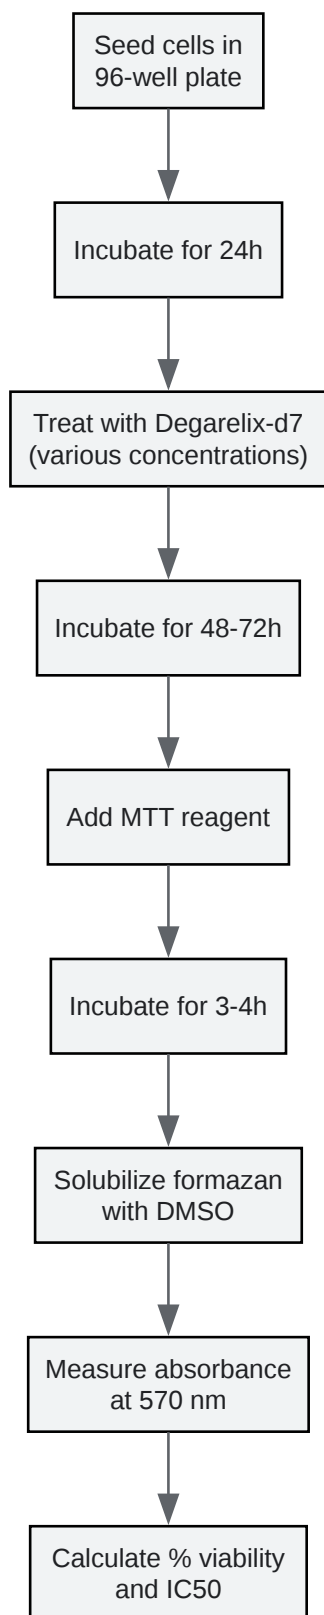 Seed cells in
96-well plate
Incubate for 24h
Treat with Degarelix-d7
(various concentrations)
Incubate for 48-72h
Add MTT reagent
Incubate for 3-4h
Solubilize formazan
with DMSO
Measure absorbance
at 570 nm
Calculate % viability
and IC50